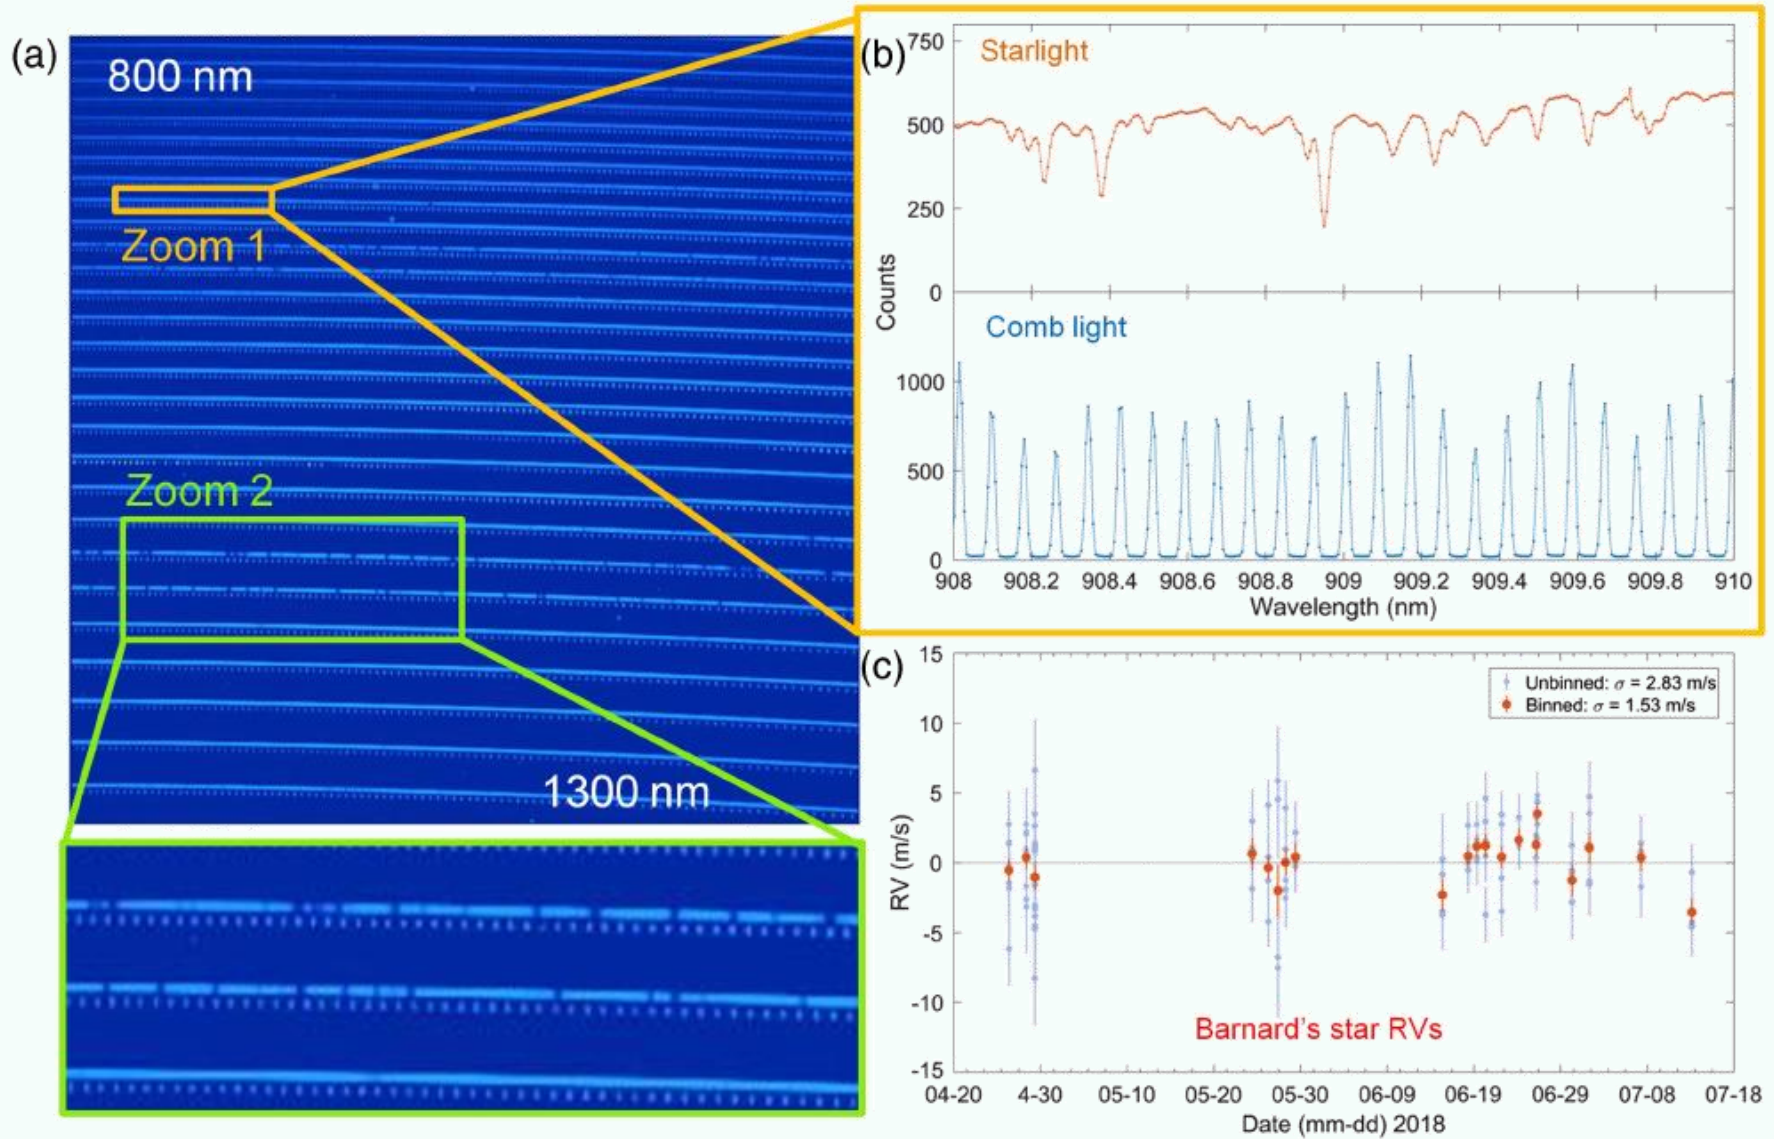 (a)
800 nm
Zoom 1
Zoom 2
1300 nm
(b)
Starlight
750
500
250
0
Comb light
1000
500
0
Counts
908 908.2 908.4 908.6 908.8 909 909.2 909.4 909.6 909.8 910
Wavelength (nm)
(c)
Unbinned: σ = 2.83 m/s
Binned: σ = 1.53 m/s
15
10
5
0
-5
-10
-15
RV (m/s)
Barnard's star RVs
04-20 4-30 05-10 05-20 05-30 06-09 06-19 06-29 07-08 07-18
Date (mm-dd) 2018